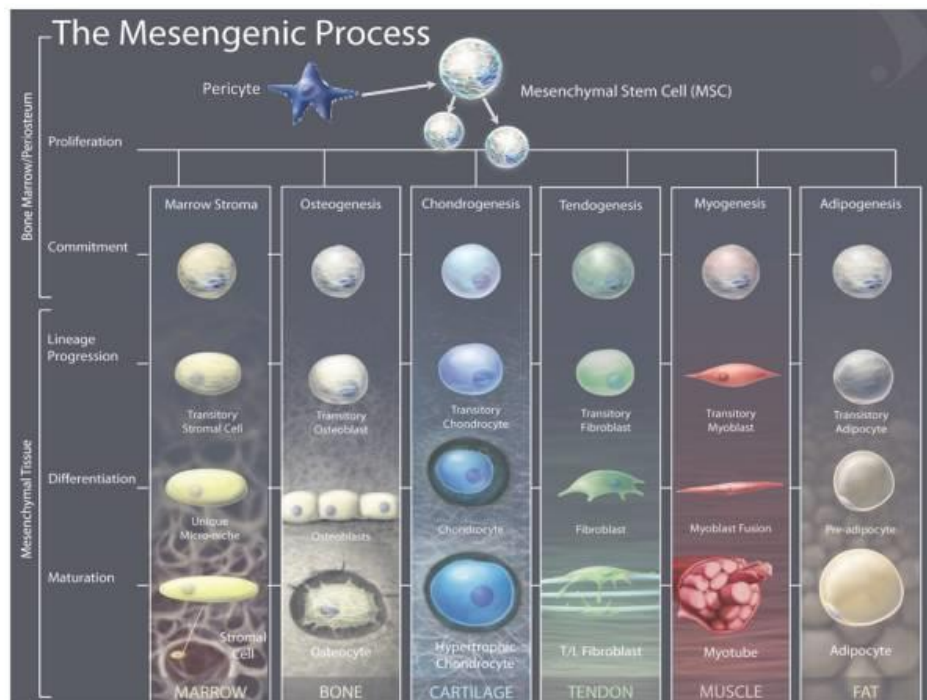 The Mesengenic Process
Bone Marrow/Periosteum
Pericyte
Mesenchymal Stem Cell (MSC)
Proliferation
Marrow Stroma
Osteogenesis
Chondrogenesis
Tendogenesis
Myogenesis
Adipogenesis
Commitment
Mesenchymal Tissue
Lineage
Progression
Transitory
Stromal Cell
Transitory
Osteoblast
Transitory
Chondrocyte
Transitory
Fibroblast
Transitory
Myoblast
Transistory
Adipocyte
Differentiation
Unique
Micro-niche
Osteoblasts
Chondrocyte
Fibroblast
Myoblast Fusion
Pre-adipocyte
Maturation
Stromal
Cell
Osteocyte
Hypertrophic
Chondrocyte
T/L Fibroblast
Myotube
Adipocyte
MARROW
BONE
CARTILAGE
TENDON
MUSCLE
FAT